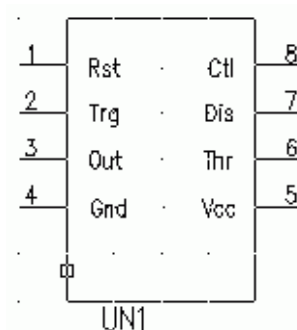 1 Rst Ctl 8
2 Trg Dis 7
3 Out Thr 6
4 Gnd Vcc 5
UN1